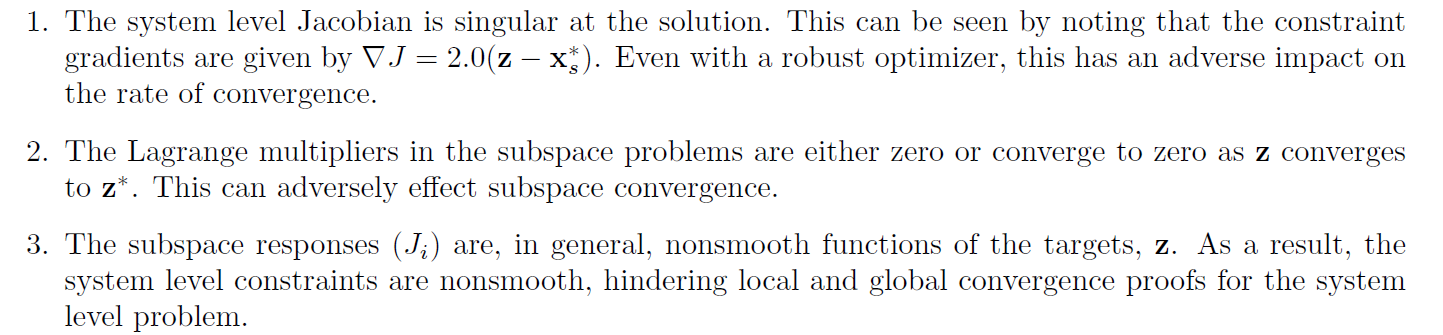 1. The system level Jacobian is singular at the solution. This can be seen by noting that the constraint
gradients are given by ∇J = 2.0(z − x*ₛ). Even with a robust optimizer, this has an adverse impact on
the rate of convergence.
2. The Lagrange multipliers in the subspace problems are either zero or converge to zero as z converges
to z*. This can adversely effect subspace convergence.
3. The subspace responses (Jᵢ) are, in general, nonsmooth functions of the targets, z. As a result, the
system level constraints are nonsmooth, hindering local and global convergence proofs for the system
level problem.